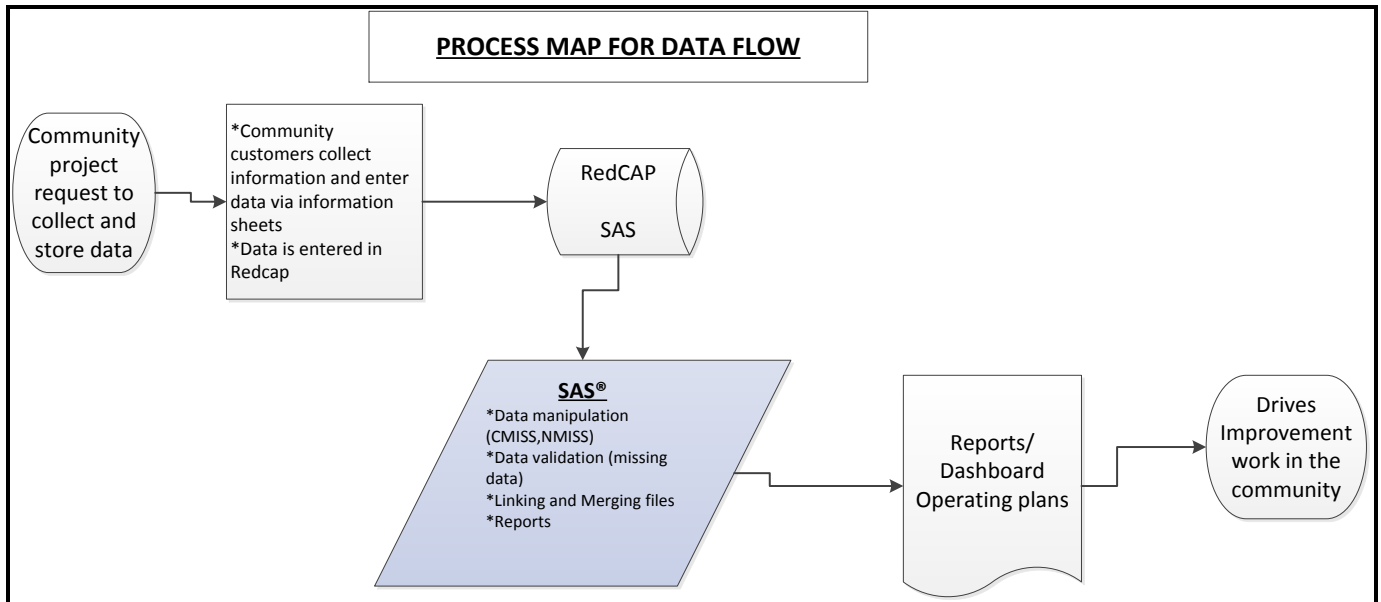 PROCESS MAP FOR DATA FLOW
Community
project
request to
collect and
store data
*Community
customers collect
information and enter
data via information
sheets
*Data is entered in
Redcap
RedCAP
SAS
SAS®
*Data manipulation
(CMISS,NMISS)
*Data validation (missing
data)
*Linking and Merging files
*Reports
Reports/
Dashboard
Operating plans
Drives
Improvement
work in the
community